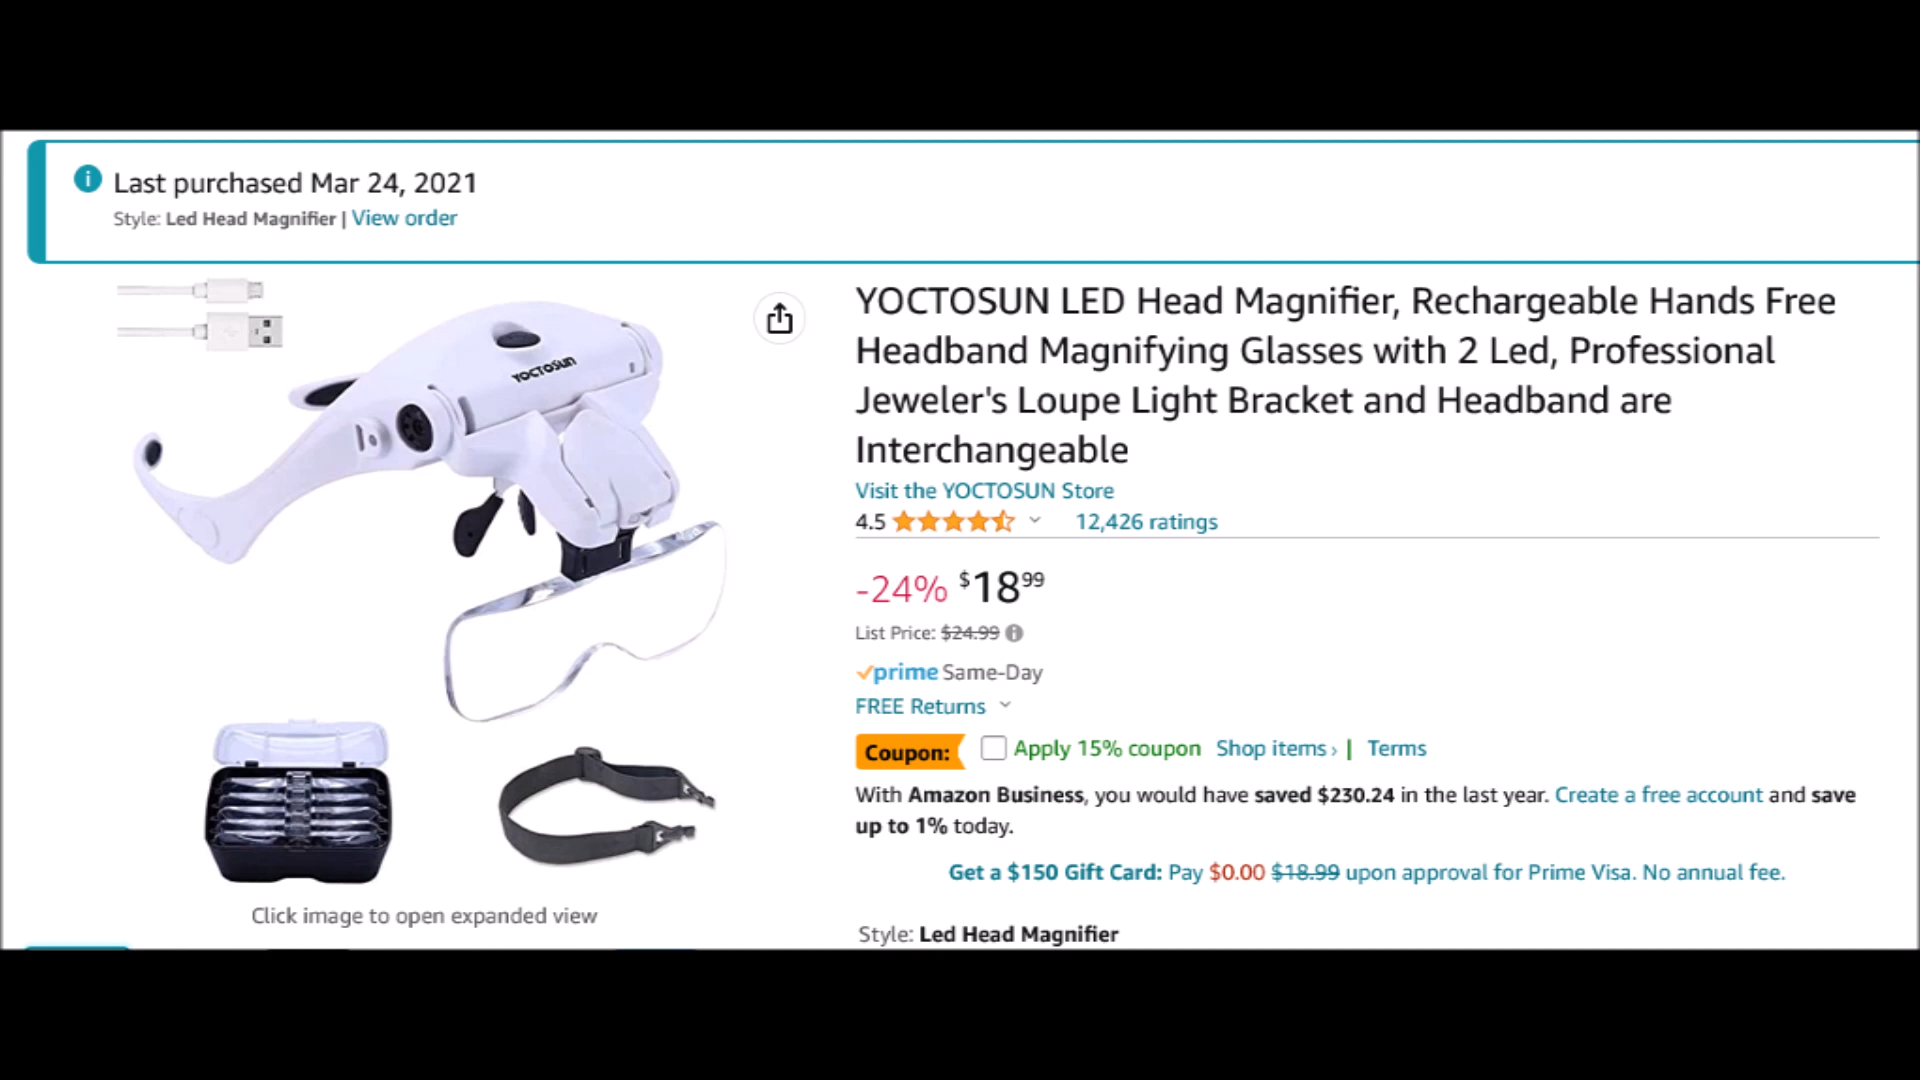 Last purchased Mar 24, 2021
Style: Led Head Magnifier | View order
YOCTOSUN
YOCTOSUN LED Head Magnifier, Rechargeable Hands Free
Headband Magnifying Glasses with 2 Led, Professional
Jeweler's Loupe Light Bracket and Headband are
Interchangeable
Visit the YOCTOSUN Store
4.5 12,426 ratings
-24% $1899
List Price: $24.99
prime Same-Day
FREE Returns
Coupon: Apply 15% coupon Shop items › | Terms
With Amazon Business, you would have saved $230.24 in the last year. Create a free account and save
up to 1% today.
Get a $150 Gift Card: Pay $0.00 $18.99 upon approval for Prime Visa. No annual fee.
Click image to open expanded view
Style: Led Head Magnifier